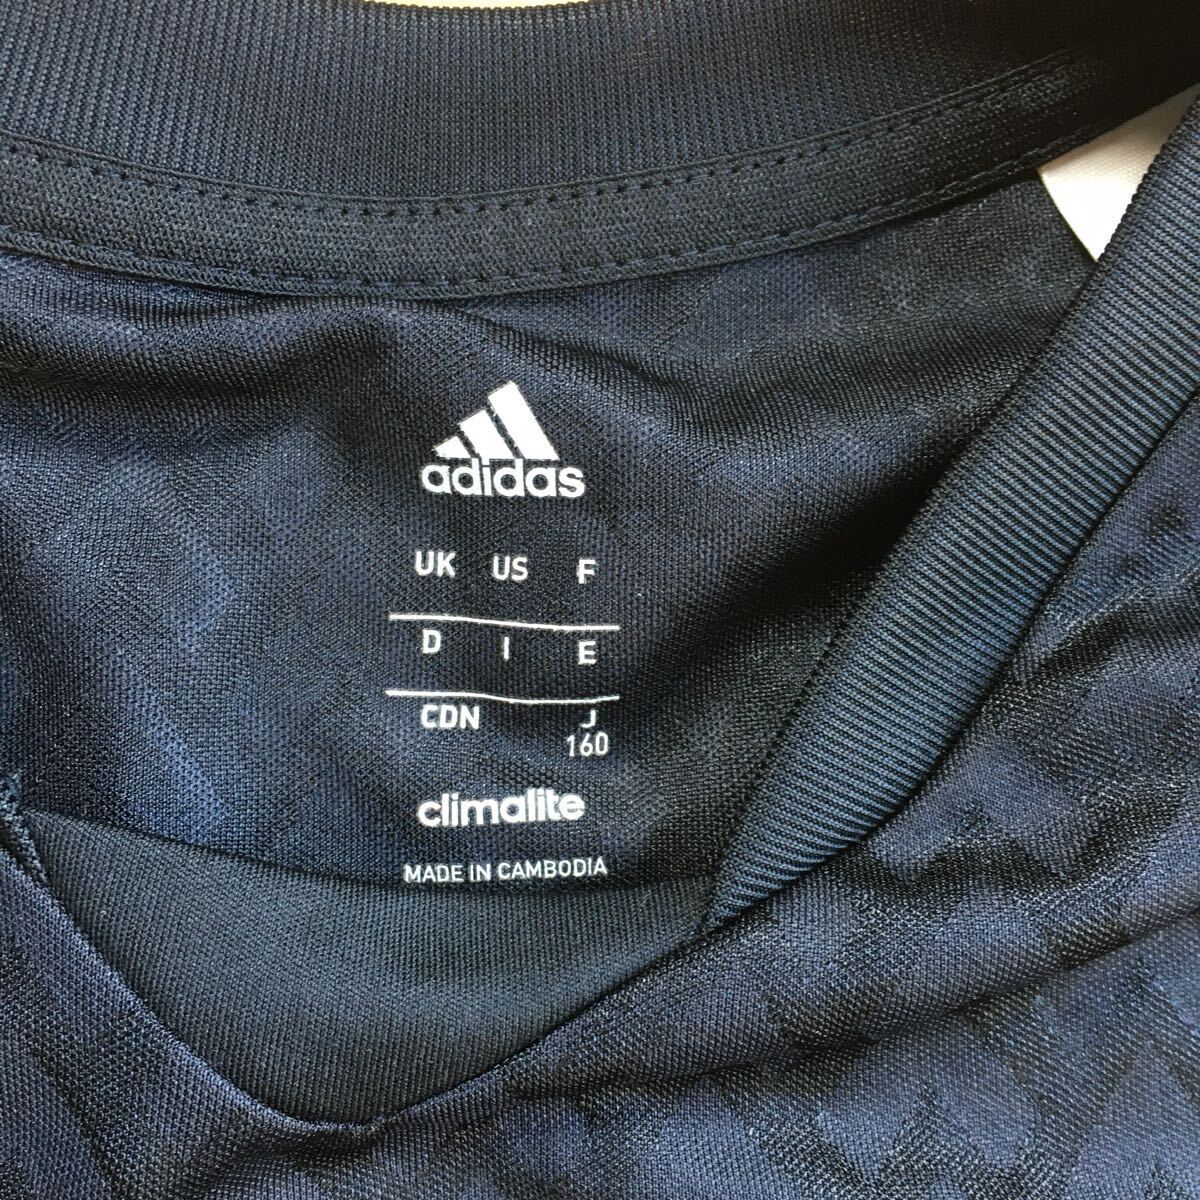 adidas
UK US F
D I E
CDN J
160
climalite
MADE IN CAMBODIA